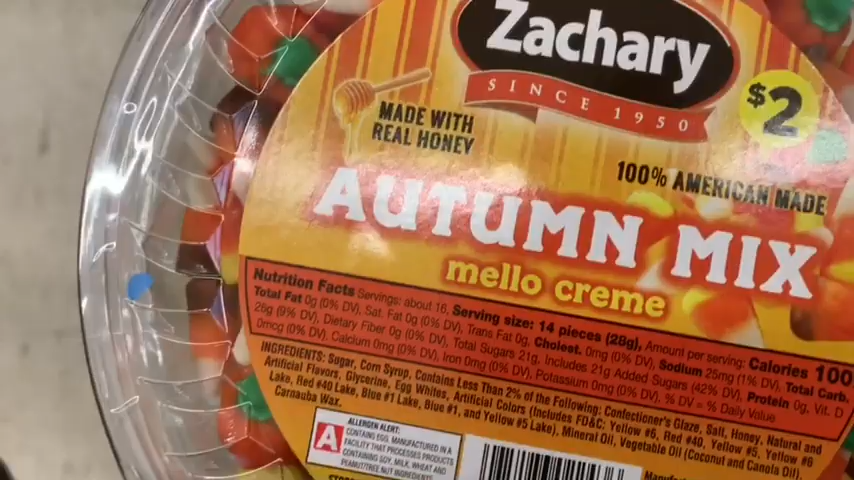 Zachary
SINCE 1950
$2
MADE WITH
REAL HONEY
100% AMERICAN MADE
AUTUMN MIX
mello creme
Nutrition Facts Servings: about 16, Serving size: 14 pieces (28g), Amount per serving: Calories 100
Total Fat 0g (0% DV), Sat. Fat 0g (0% DV), Trans Fat 0g, Cholest. 0mg (0% DV), Sodium 25mg (1% DV), Total Carb.
26g (9% DV), Dietary Fiber 0g (0% DV), Total Sugars 21g, Includes 21g Added Sugars (42% DV), Protein 0g, Vit. D
0mcg (0% DV), Calcium 0mg (0% DV), Iron 0mg (0% DV), Potassium 0mg (0% DV), % DV = % Daily Value
INGREDIENTS: Sugar, Corn Syrup, Contains Less Than 2% of the Following: Confectioner's Glaze, Salt, Honey, Natural and
Artificial Flavors, Glycerine, Egg Whites, Artificial Colors (Includes FD&C: Yellow #6, Red #40, Yellow #5, Yellow #6
Lake, Red #40 Lake, Blue #1 Lake, Blue #1, and Yellow #5 Lake), Mineral Oil, Vegetable Oil (Coconut and Canola Oil),
Carnauba Wax.
A
ALLERGEN ALERT:
CONTAINS EGG. MANUFACTURED IN A
FACILITY THAT PROCESSES PRODUCTS
CONTAINING SOY, MILK, WHEAT AND
PEANUT/TREE NUT INGREDIENTS.